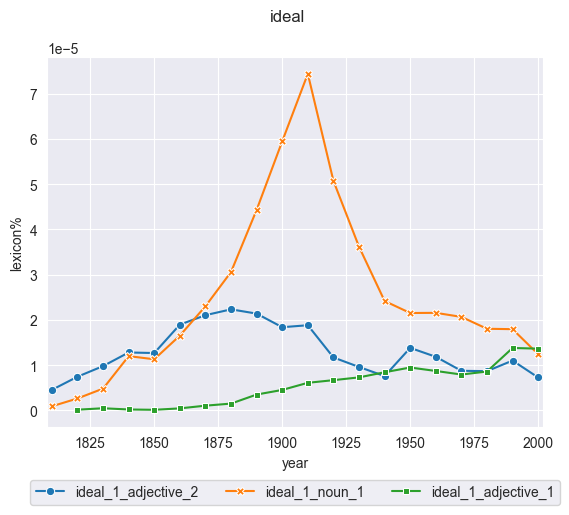 ideal
1e−5
7
6
5
4
3
2
1
0
lexicon%
1825 1850 1875 1900 1925 1950 1975 2000
year
ideal_1_adjective_2 ideal_1_noun_1 ideal_1_adjective_1